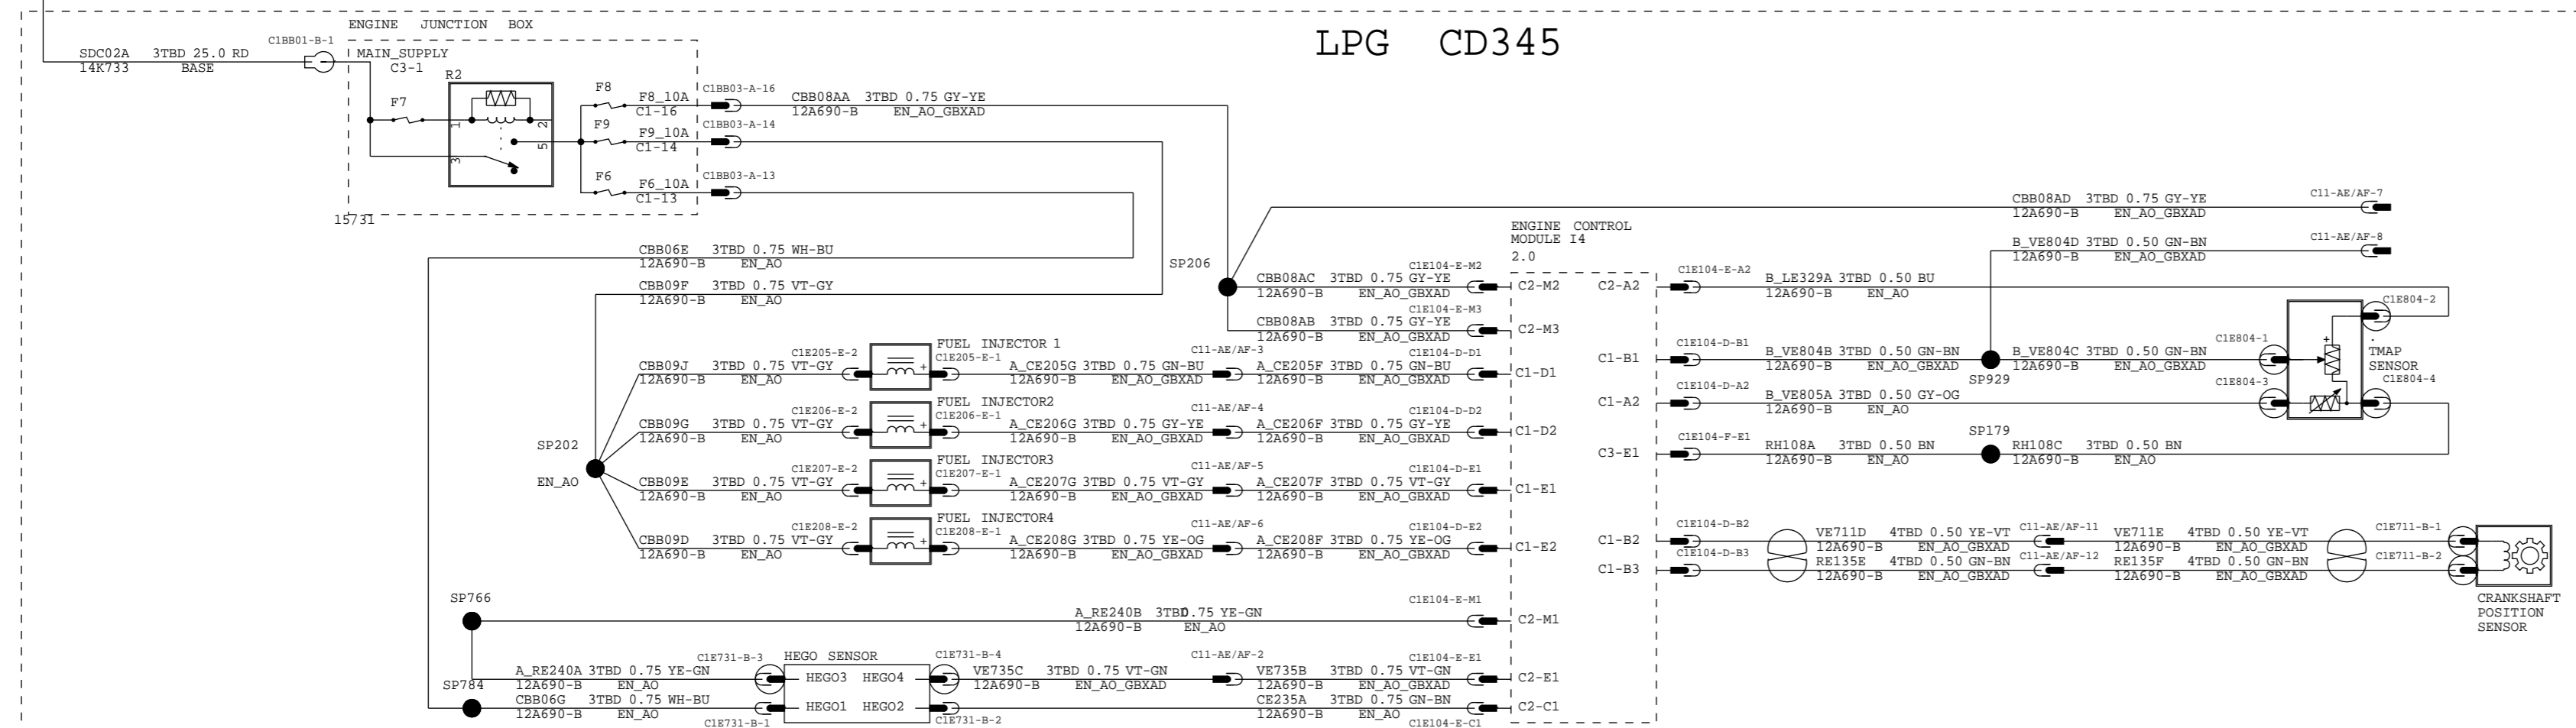 LPG CD345
ENGINE JUNCTION BOX
C1BB01-B-1
SDC02A 3TBD 25.0 RD
14K733 BASE
MAIN_SUPPLY
C3-1
R2
F7
1
2
3
5
F8
F8_10A
C1-16
C1BB03-A-16
CBB08AA 3TBD 0.75 GY-YE
12A690-B EN_AO_GBXAD
F9
F9_10A
C1-14
C1BB03-A-14
F6
F6_10A
C1-13
C1BB03-A-13
15731
CBB06E 3TBD 0.75 WH-BU
12A690-B EN_AO
CBB09F 3TBD 0.75 VT-GY
12A690-B EN_AO
SP206
CBB08AC 3TBD 0.75 GY-YE
12A690-B EN_AO_GBXAD
C1E104-E-M2
CBB08AB 3TBD 0.75 GY-YE
12A690-B EN_AO_GBXAD
C1E104-E-M3
ENGINE CONTROL
MODULE I4
2.0
C2-M2
C2-M3
C1-D1
C1-D2
C1-E1
C1-E2
C2-M1
C2-E1
C2-C1
C2-A2
C1-B1
C1-A2
C3-E1
C1-B2
C1-B3
SP202
EN_AO
CBB09J 3TBD 0.75 VT-GY
12A690-B EN_AO
C1E205-E-2
FUEL INJECTOR 1
C1E205-E-1
+
A_CE205G 3TBD 0.75 GN-BU
12A690-B EN_AO_GBXAD
C11-AE/AF-3
A_CE205F 3TBD 0.75 GN-BU
12A690-B EN_AO_GBXAD
C1E104-D-D1
CBB09G 3TBD 0.75 VT-GY
12A690-B EN_AO
C1E206-E-2
FUEL INJECTOR2
C1E206-E-1
+
A_CE206G 3TBD 0.75 GY-YE
12A690-B EN_AO_GBXAD
C11-AE/AF-4
A_CE206F 3TBD 0.75 GY-YE
12A690-B EN_AO_GBXAD
C1E104-D-D2
CBB09E 3TBD 0.75 VT-GY
12A690-B EN_AO
C1E207-E-2
FUEL INJECTOR3
C1E207-E-1
+
A_CE207G 3TBD 0.75 VT-GY
12A690-B EN_AO_GBXAD
C11-AE/AF-5
A_CE207F 3TBD 0.75 VT-GY
12A690-B EN_AO_GBXAD
C1E104-D-E1
CBB09D 3TBD 0.75 VT-GY
12A690-B EN_AO
C1E208-E-2
FUEL INJECTOR4
C1E208-E-1
+
A_CE208G 3TBD 0.75 YE-OG
12A690-B EN_AO_GBXAD
C11-AE/AF-6
A_CE208F 3TBD 0.75 YE-OG
12A690-B EN_AO_GBXAD
C1E104-D-E2
SP766
A_RE240B 3TBD0.75 YE-GN
12A690-B EN_AO
C1E104-E-M1
SP784
A_RE240A 3TBD 0.75 YE-GN
12A690-B EN_AO
C1E731-B-3
CBB06G 3TBD 0.75 WH-BU
12A690-B EN_AO
C1E731-B-1
HEGO SENSOR
HEGO3 HEGO4
HEGO1 HEGO2
C1E731-B-4
VE735C 3TBD 0.75 VT-GN
12A690-B EN_AO_GBXAD
C11-AE/AF-2
VE735B 3TBD 0.75 VT-GN
12A690-B EN_AO_GBXAD
C1E104-E-E1
C1E731-B-2
CE235A 3TBD 0.75 GN-BN
12A690-B EN_AO
C1E104-E-C1
CBB08AD 3TBD 0.75 GY-YE
12A690-B EN_AO_GBXAD
C11-AE/AF-7
B_VE804D 3TBD 0.50 GN-BN
12A690-B EN_AO_GBXAD
C11-AE/AF-8
C1E104-E-A2
B_LE329A 3TBD 0.50 BU
12A690-B EN_AO
C1E804-2
C1E104-D-B1
B_VE804B 3TBD 0.50 GN-BN
12A690-B EN_AO_GBXAD
SP929
B_VE804C 3TBD 0.50 GN-BN
12A690-B EN_AO_GBXAD
C1E804-1
+
-
TMAP
SENSOR
C1E104-D-A2
B_VE805A 3TBD 0.50 GY-OG
12A690-B EN_AO
C1E804-3
C1E804-4
C1E104-F-E1
RH108A 3TBD 0.50 BN
12A690-B EN_AO
SP179
RH108C 3TBD 0.50 BN
12A690-B EN_AO
C1E104-D-B2
VE711D 4TBD 0.50 YE-VT
12A690-B EN_AO_GBXAD
C11-AE/AF-11
VE711E 4TBD 0.50 YE-VT
12A690-B EN_AO_GBXAD
C1E711-B-1
C1E104-D-B3
RE135E 4TBD 0.50 GN-BN
12A690-B EN_AO_GBXAD
C11-AE/AF-12
RE135F 4TBD 0.50 GN-BN
12A690-B EN_AO_GBXAD
C1E711-B-2
CRANKSHAFT
POSITION
SENSOR